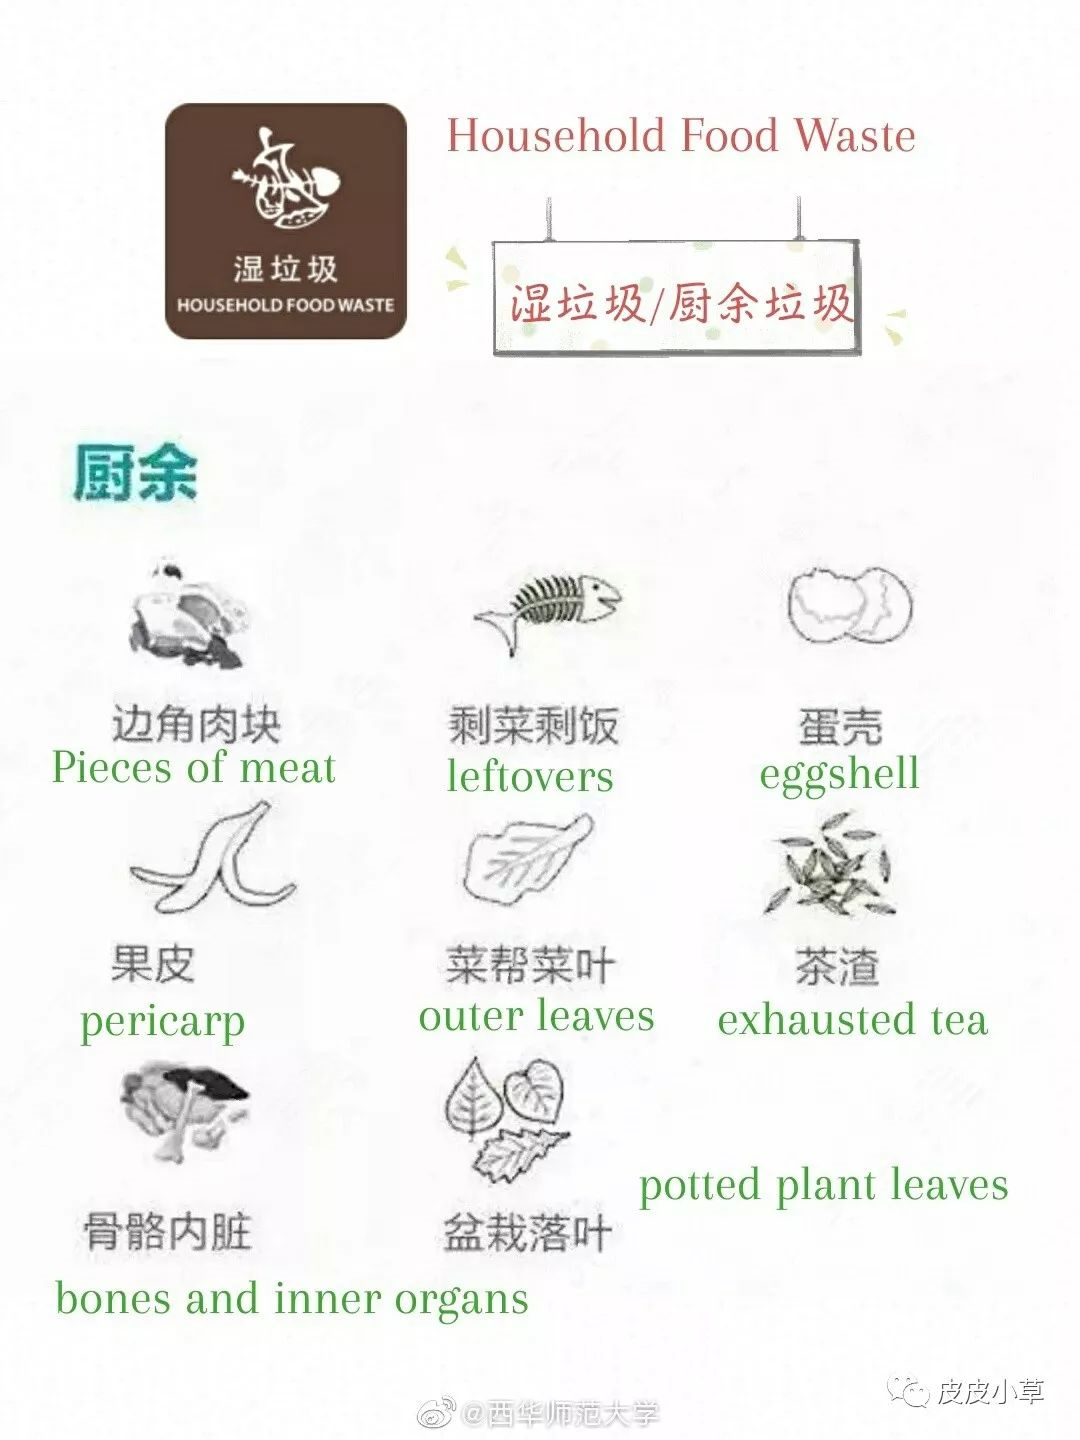 Household Food Waste
湿垃圾
HOUSEHOLD FOOD WASTE
湿垃圾/厨余垃圾
厨余
边角肉块
剩菜剩饭
蛋壳
Pieces of meat
leftovers
eggshell
果皮
菜帮菜叶
茶渣
pericarp
outer leaves
exhausted tea
骨骼内脏
盆栽落叶
potted plant leaves
bones and inner organs
皮皮小草
@西华师范大学